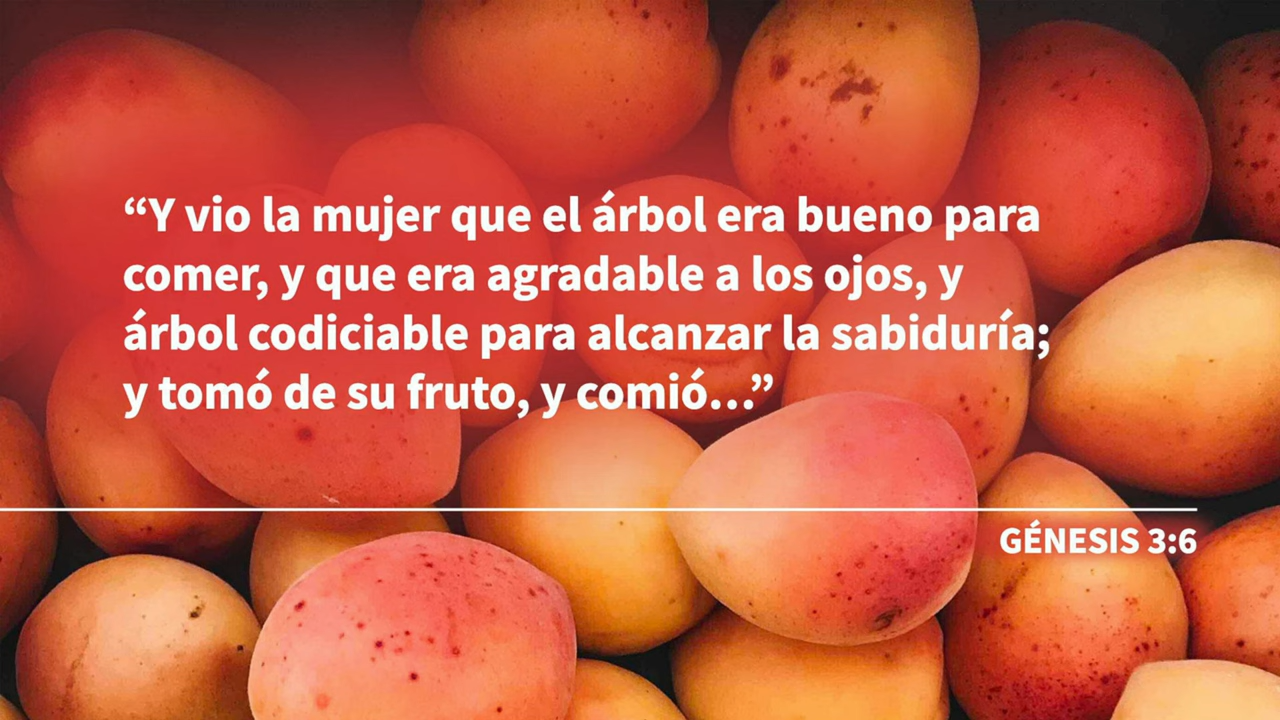 “Y vio la mujer que el árbol era bueno para
comer, y que era agradable a los ojos, y
árbol codiciable para alcanzar la sabiduría;
y tomó de su fruto, y comió...”
GÉNESIS 3:6